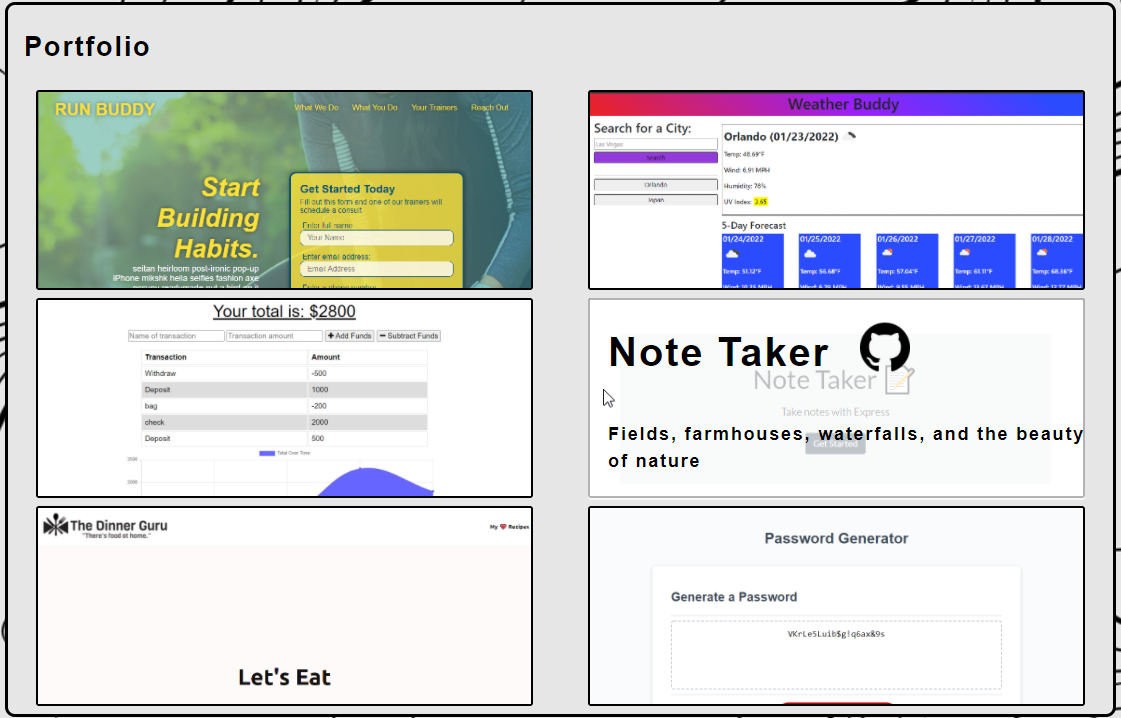 Portfolio
RUN BUDDY
What We Do What You Do Your Trainers Reach Out
Start
Building
Habits.
seitan heirloom post-ironic pop-up
iPhone mikshk hella selfies fashion axe
Get Started Today
Fill out this form and one of our trainers will
schedule a consult
Enter full name
Your Name
Enter email address:
Email Address
Weather Buddy
Search for a City:
Las Vegas
Search
Orlando
Japan
Orlando (01/23/2022)
Temp: 48.69°F
Wind: 6.91 MPH
Humidity: 78%
UV Index: 3.65
5-Day Forecast
01/24/2022 01/25/2022 01/26/2022 01/27/2022 01/28/2022
Temp: 51.12°F Temp: 56.68°F Temp: 57.04°F Temp: 61.11°F Temp: 68.36°F
Your total is: $2800
Name of transaction Transaction amount Add Funds Subtract Funds
Transaction Amount
Withdraw -500
Deposit 1000
bag -200
check 2000
Deposit 500
Total Over Time
2500
2000
Note Taker
Note Taker
Take notes with Express
Get Started
Fields, farmhouses, waterfalls, and the beauty
of nature
The Dinner Guru
"There's food at home."
My Recipes
Let's Eat
Password Generator
Generate a Password
VKrLe5Luib$g!q6ax&9s